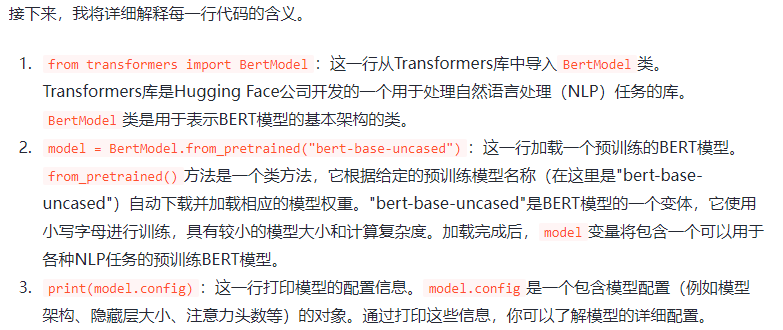 接下来，我将详细解释每一行代码的含义。
1. from transformers import BertModel：这一行从Transformers库中导入 BertModel 类。
Transformers库是Hugging Face公司开发的一个用于处理自然语言处理（NLP）任务的库。
BertModel 类是用于表示BERT模型的基本架构的类。
2. model = BertModel.from_pretrained("bert-base-uncased")：这一行加载一个预训练的BERT模型。
from_pretrained() 方法是一个类方法，它根据给定的预训练模型名称（在这里是"bert-base-
uncased"）自动下载并加载相应的模型权重。"bert-base-uncased"是BERT模型的一个变体，它使用
小写字母进行训练，具有较小的模型大小和计算复杂度。加载完成后， model 变量将包含一个可以用于
各种NLP任务的预训练BERT模型。
3. print(model.config)：这一行打印模型的配置信息。 model.config 是一个包含模型配置（例如模型
架构、隐藏层大小、注意力头数等）的对象。通过打印这些信息，你可以了解模型的详细配置。